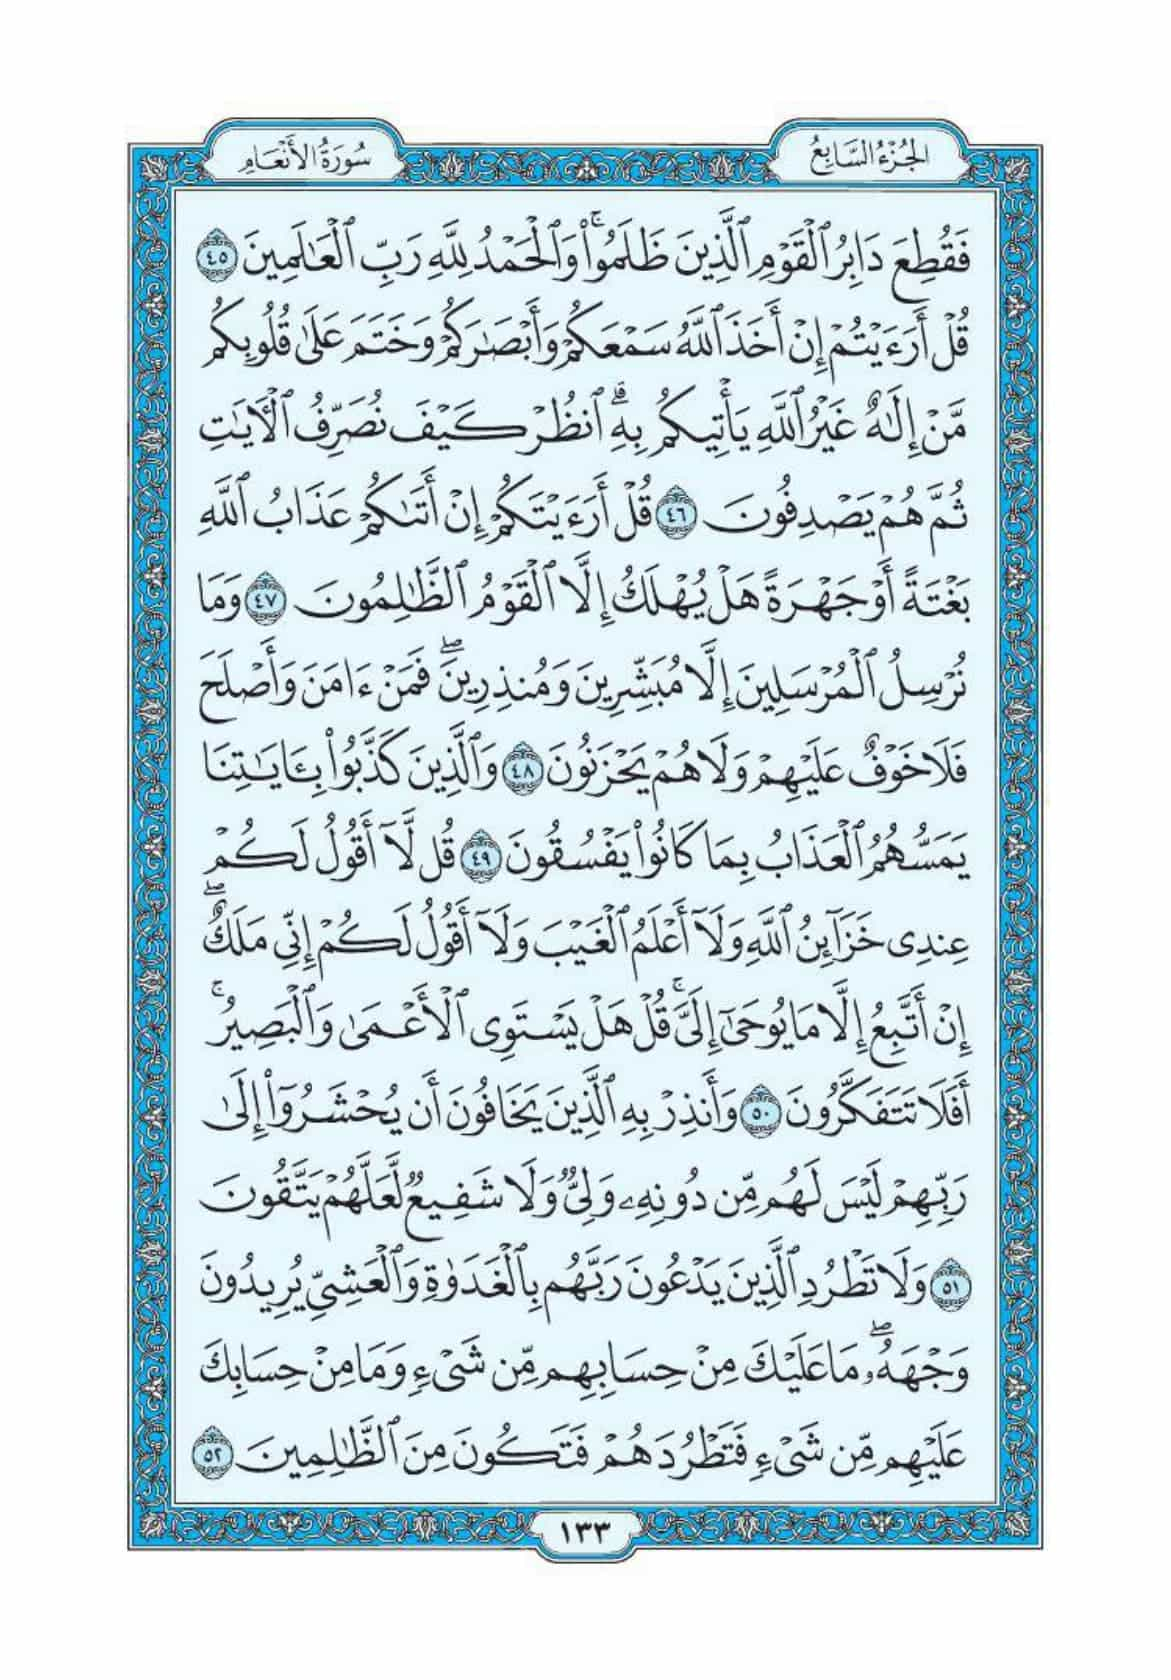 الجُزْءُ السَّابِعُ
سُورَةُ الأَنْعَامِ
فَقُطِعَ دَابِرُ ٱلْقَوْمِ ٱلَّذِينَ ظَلَمُوا۟ۚ وَٱلْحَمْدُ لِلَّهِ رَبِّ ٱلْعَـٰلَمِينَ ٤٥
قُلْ أَرَءَيْتُمْ إِنْ أَخَذَ ٱللَّهُ سَمْعَكُمْ وَأَبْصَـٰرَكُمْ وَخَتَمَ عَلَىٰ قُلُوبِكُم
مَّنْ إِلَـٰهٌ غَيْرُ ٱللَّهِ يَأْتِيكُم بِهِۗ ٱنظُرْ كَيْفَ نُصَرِّفُ ٱلْـَٔايَـٰتِ
ثُمَّ هُمْ يَصْدِفُونَ ٤٦ قُلْ أَرَءَيْتَكُمْ إِنْ أَتَىٰكُمْ عَذَابُ ٱللَّهِ
بَغْتَةً أَوْ جَهْرَةً هَلْ يُهْلَكُ إِلَّا ٱلْقَوْمُ ٱلظَّـٰلِمُونَ ٤٧ وَمَا
نُرْسِلُ ٱلْمُرْسَلِينَ إِلَّا مُبَشِّرِينَ وَمُنذِرِينَۖ فَمَنْ ءَامَنَ وَأَصْلَحَ
فَلَا خَوْفٌ عَلَيْهِمْ وَلَا هُمْ يَحْزَنُونَ ٤٨ وَٱلَّذِينَ كَذَّبُوا۟ بِـَٔايَـٰتِنَا
يَمَسُّهُمُ ٱلْعَذَابُ بِمَا كَانُوا۟ يَفْسُقُونَ ٤٩ قُل لَّآ أَقُولُ لَكُمْ
عِندِى خَزَآئِنُ ٱللَّهِ وَلَآ أَعْلَمُ ٱلْغَيْبَ وَلَآ أَقُولُ لَكُمْ إِنِّى مَلَكٌۖ
إِنْ أَتَّبِعُ إِلَّا مَا يُوحَىٰٓ إِلَىَّۚ قُلْ هَلْ يَسْتَوِى ٱلْأَعْمَىٰ وَٱلْبَصِيرُۚ
أَفَلَا تَتَفَكَّرُونَ ٥٠ وَأَنذِرْ بِهِ ٱلَّذِينَ يَخَافُونَ أَن يُحْشَرُوٓا۟ إِلَىٰ
رَبِّهِمْ لَيْسَ لَهُم مِّن دُونِهِۦ وَلِىٌّ وَلَا شَفِيعٌ لَّعَلَّهُمْ يَتَّقُونَ
٥١ وَلَا تَطْرُدِ ٱلَّذِينَ يَدْعُونَ رَبَّهُم بِٱلْغَدَوٰةِ وَٱلْعَشِىِّ يُرِيدُونَ
وَجْهَهُۥۖ مَا عَلَيْكَ مِنْ حِسَابِهِم مِّن شَىْءٍ وَمَا مِنْ حِسَابِكَ
عَلَيْهِم مِّن شَىْءٍ فَتَطْرُدَهُمْ فَتَكُونَ مِنَ ٱلظَّـٰلِمِينَ ٥٢
١٣٣